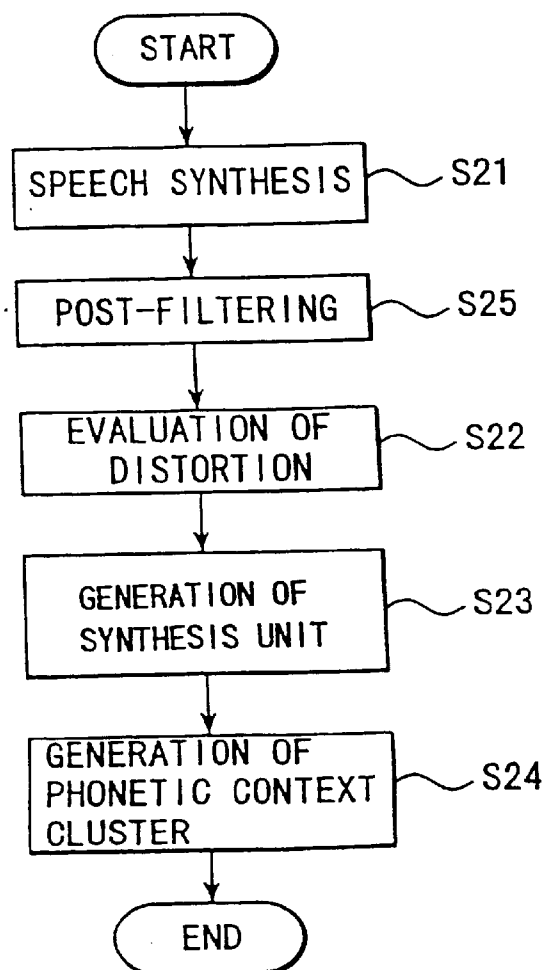 START
SPEECH SYNTHESIS
S21
POST-FILTERING
S25
EVALUATION OF
DISTORTION
S22
GENERATION OF
SYNTHESIS UNIT
S23
GENERATION OF
PHONETIC CONTEXT
CLUSTER
S24
END